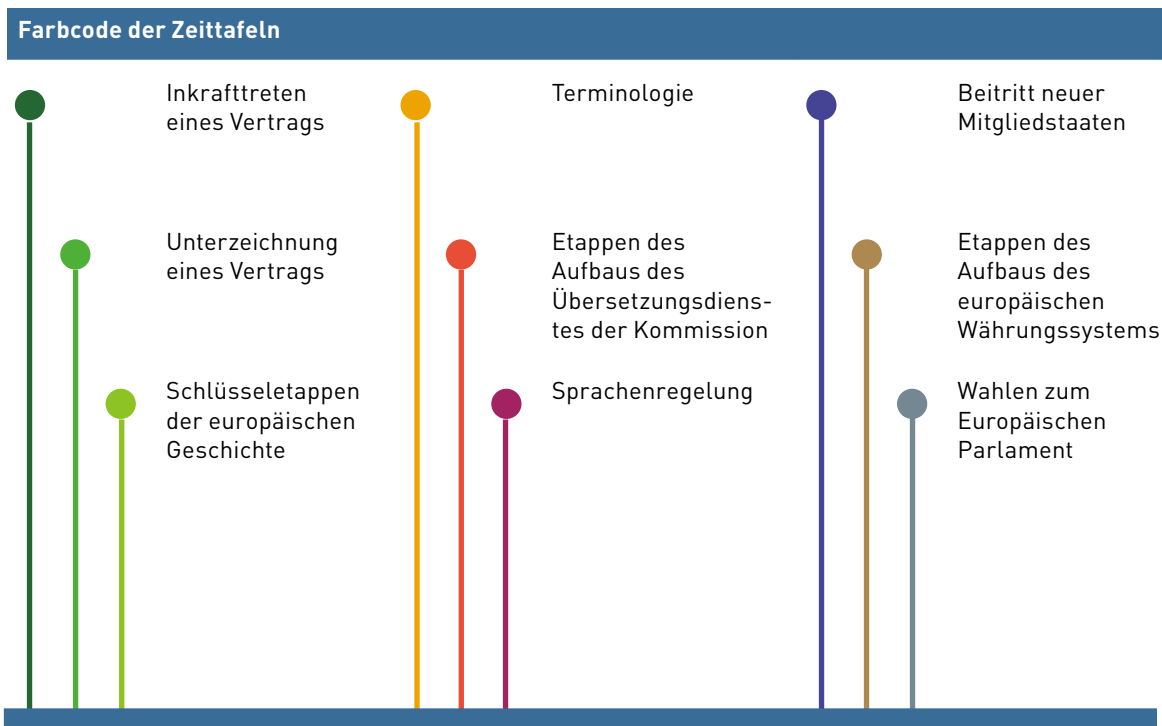 Farbcode der Zeittafeln
Inkrafttreten
eines Vertrags
Unterzeichnung
eines Vertrags
Schlüsseletappen
der europäischen
Geschichte
Terminologie
Etappen des
Aufbaus des
Übersetzungsdiens-
tes der Kommission
Sprachenregelung
Beitritt neuer
Mitgliedstaaten
Etappen des
Aufbaus des
europäischen
Währungssystems
Wahlen zum
Europäischen
Parlament